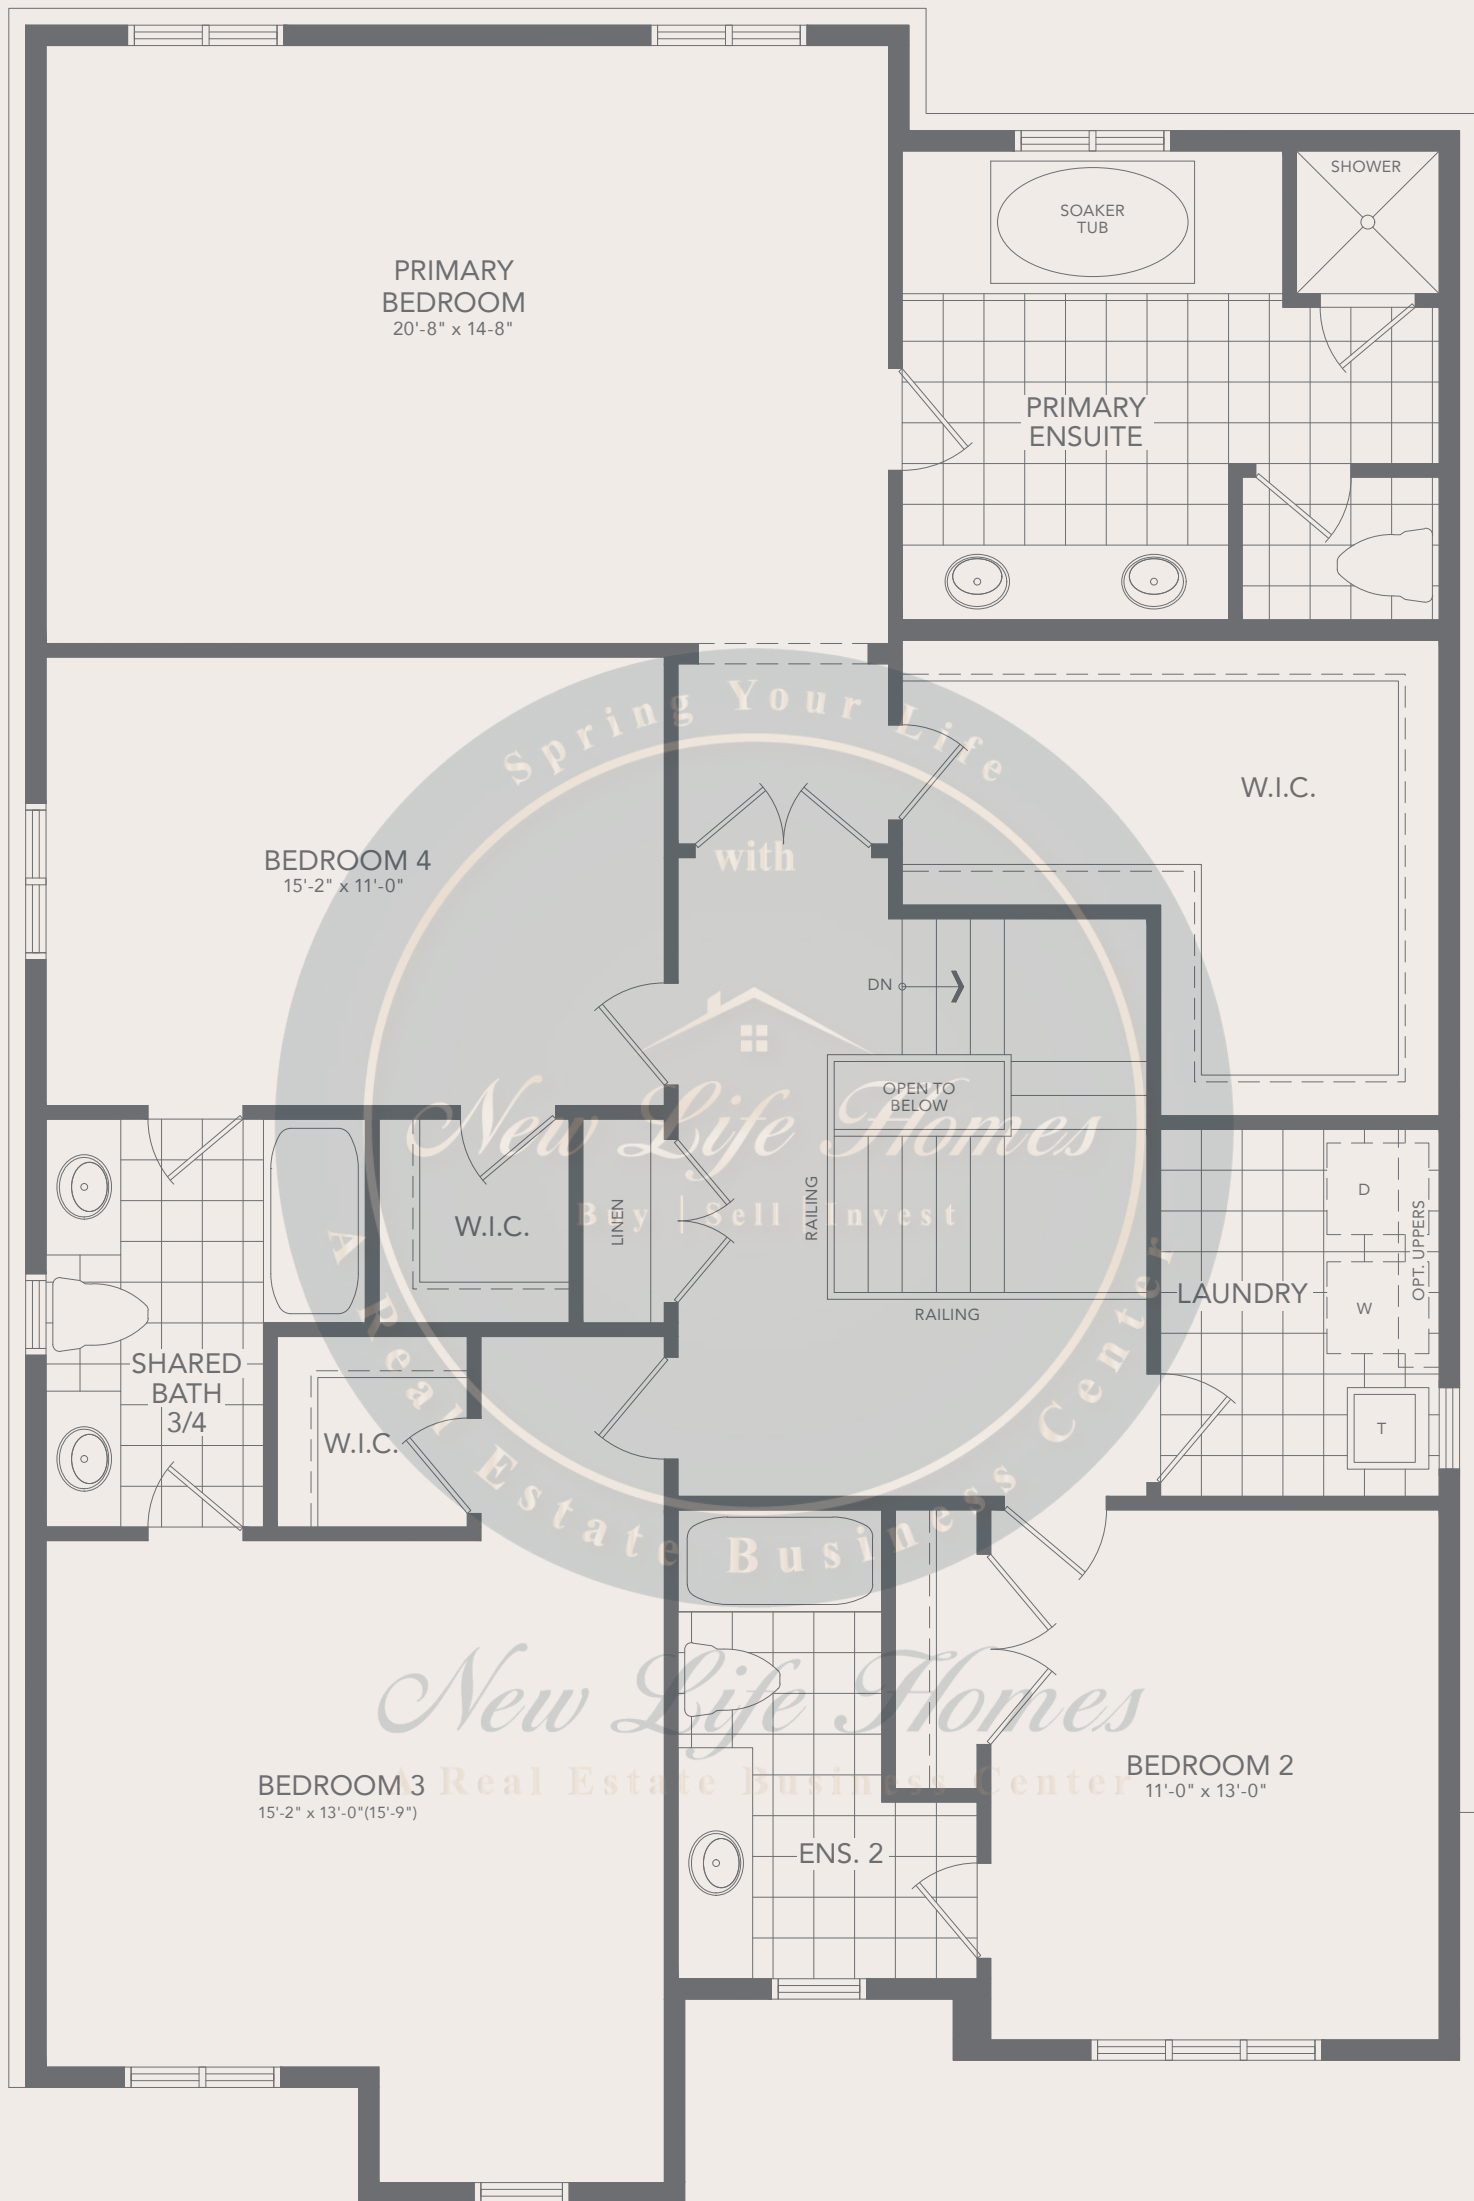 SHOWER
SOAKER
TUB
PRIMARY
BEDROOM
20'-8" x 14-8"
PRIMARY
ENSUITE
Spring Your Life
with
W.I.C.
BEDROOM 4
15'-2" x 11'-0"
DN
OPEN TO
BELOW
New Life Homes
Buy | Sell | Invest
W.I.C.
LINEN
RAILING
RAILING
D
W
OPT. UPPERS
LAUNDRY
T
SHARED
BATH
3/4
W.I.C.
A Real Estate Business Center
New Life Homes
A Real Estate Business Center
BEDROOM 3
15'-2" x 13'-0"(15'-9")
BEDROOM 2
11'-0" x 13'-0"
ENS. 2